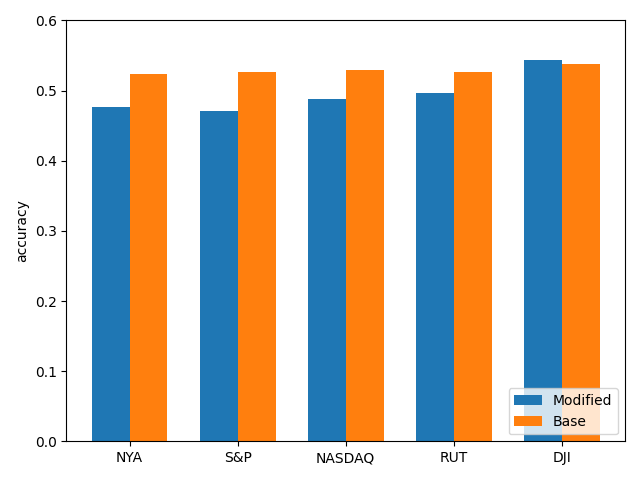 0.6
0.5
0.4
0.3
0.2
0.1
0.0
accuracy
NYA
S&P
NASDAQ
RUT
DJI
Modified
Base